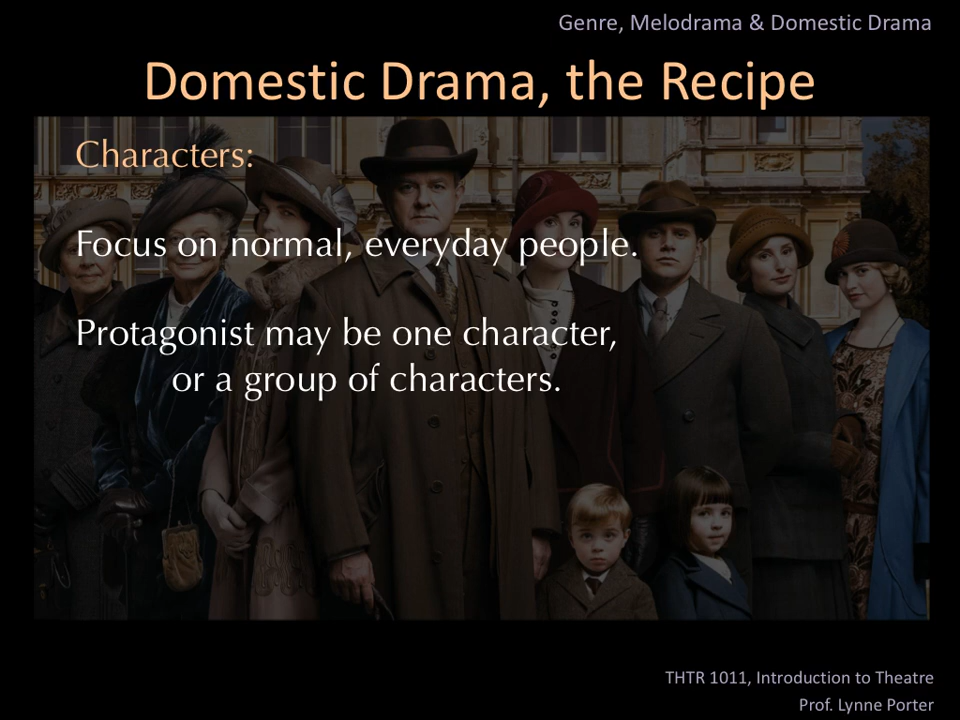 Genre, Melodrama & Domestic Drama
Domestic Drama, the Recipe
Characters:
Focus on normal, everyday people.
Protagonist may be one character,
or a group of characters.
THTR 1011, Introduction to Theatre
Prof. Lynne Porter